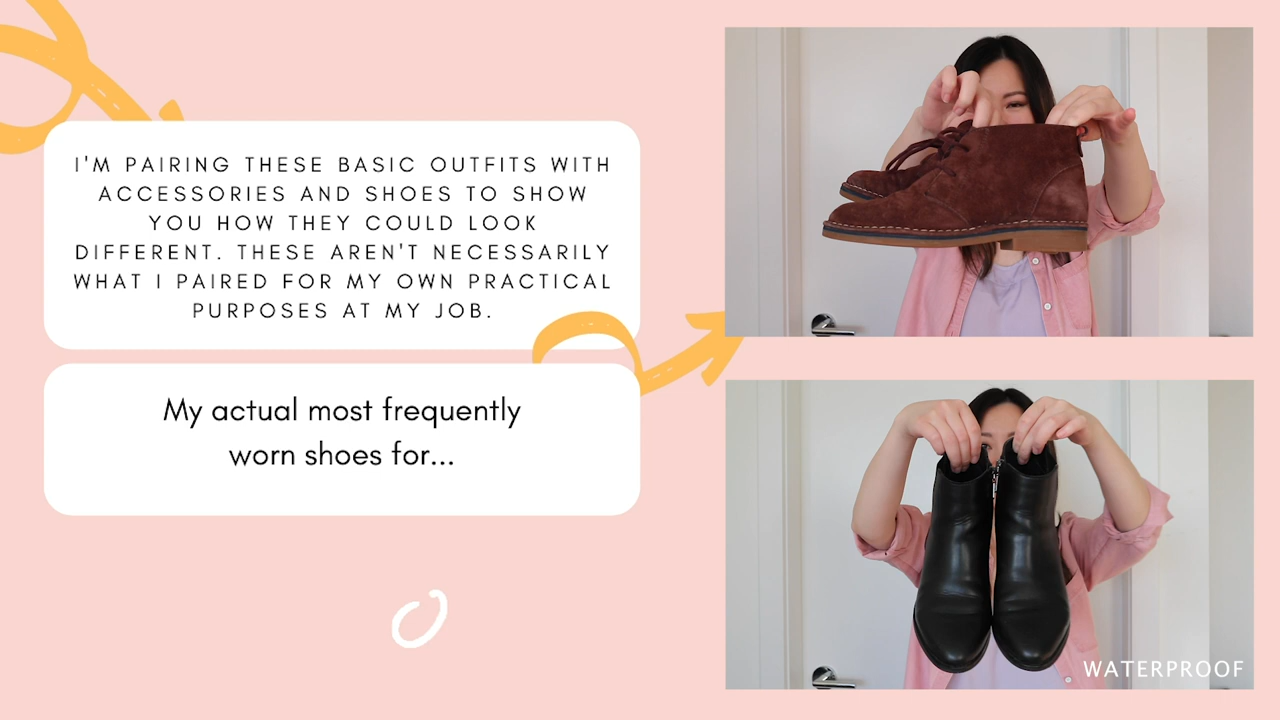 I'M PAIRING THESE BASIC OUTFITS WITH
ACCESSORIES AND SHOES TO SHOW
YOU HOW THEY COULD LOOK
DIFFERENT. THESE AREN'T NECESSARILY
WHAT I PAIRED FOR MY OWN PRACTICAL
PURPOSES AT MY JOB.
My actual most frequently
worn shoes for...
WATERPROOF